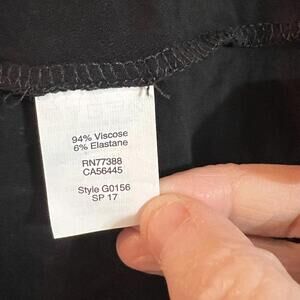 94% Viscose
6% Elastane
RN77388
CA56445
Style G0156
SP 17